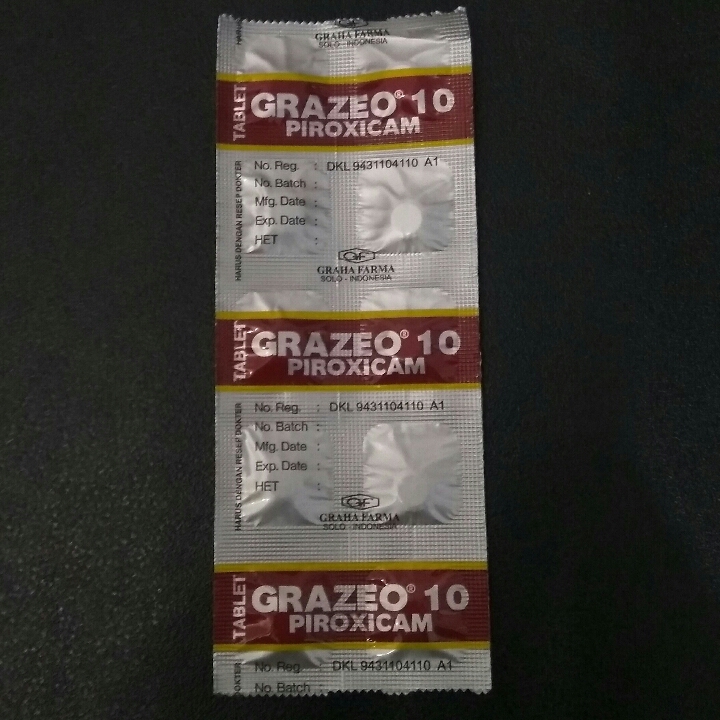 GRAHA FARMA
SOLO - INDONESIA
TABLET
GRAZEO® 10
PIROXICAM
HARUS DENGAN RESEP DOKTER
No. Reg. : DKL 9431104110 A1
No. Batch :
Mfg. Date :
Exp. Date :
HET :
GF
GRAHA FARMA
SOLO - INDONESIA
TABLET
GRAZEO® 10
PIROXICAM
HARUS DENGAN RESEP DOKTER
No. Reg. : DKL 9431104110 A1
No. Batch :
Mfg. Date :
Exp. Date :
HET :
GF
GRAHA FARMA
SOLO - INDONESIA
TABLET
GRAZEO® 10
PIROXICAM
DOKTER
No. Reg. : DKL 9431104110 A1
No. Batch :